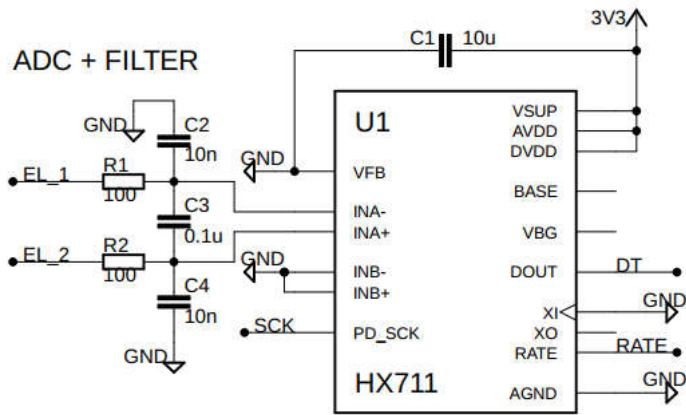 3V3
C1 10u
ADC + FILTER
GND
C2
10n
U1
VSUP
AVDD
DVDD
EL_1
R1
100
GND
VFB
BASE
C3
0.1u
INA-
INA+
VBG
EL_2
R2
100
GND
INB-
INB+
DOUT
DT
C4
10n
XI
GND
SCK
PD_SCK
XO
RATE
RATE
GND
HX711
AGND
GND